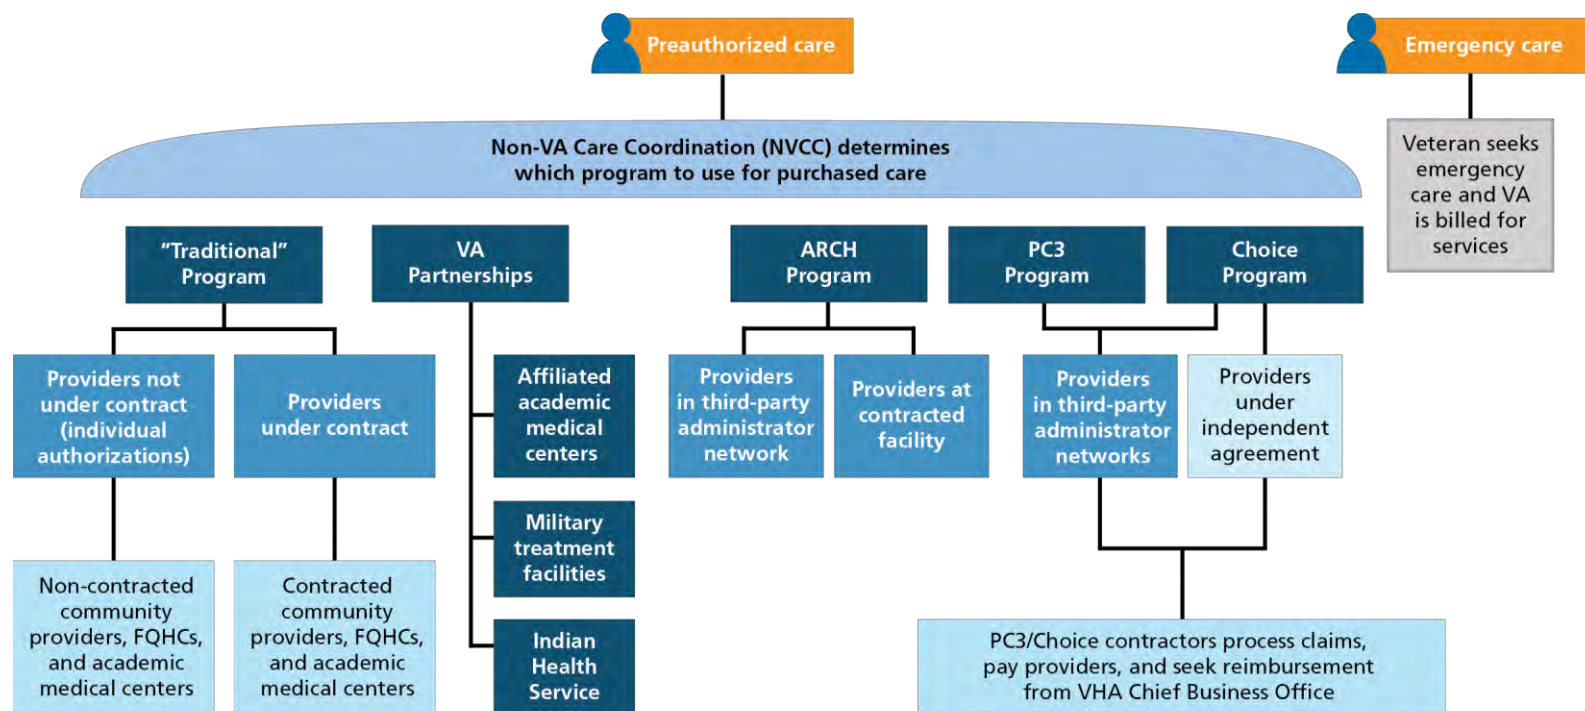 Preauthorized care
Emergency care
Non-VA Care Coordination (NVCC) determines
which program to use for purchased care
Veteran seeks
emergency
care and VA
is billed for
services
“Traditional”
Program
VA
Partnerships
ARCH
Program
PC3
Program
Choice
Program
Providers not
under contract
(individual
authorizations)
Providers
under contract
Affiliated
academic
medical
centers
Providers
in third-party
administrator
network
Providers at
contracted
facility
Providers
in third-party
administrator
networks
Providers
under
independent
agreement
Military
treatment
facilities
Non-contracted
community
providers, FQHCs,
and academic
medical centers
Contracted
community
providers, FQHCs,
and academic
medical centers
Indian
Health
Service
PC3/Choice contractors process claims,
pay providers, and seek reimbursement
from VHA Chief Business Office